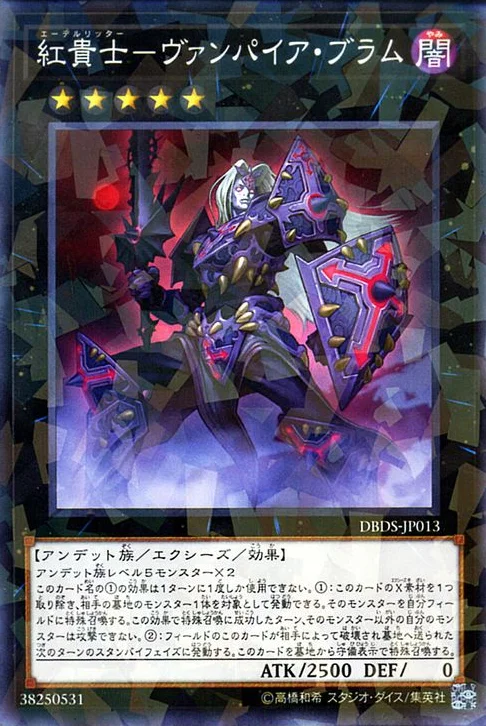 エーテルリッター
紅貴士－ヴァンパイア・ブラム
やみ
闇
DBDS-JP013
【アンデット族／エクシーズ／効果】
アンデット族レベル５モンスター×２
このカード名の①の効果は１ターンに１度しか使用できない。①：このカードのＸ素材を１つ
取り除き、相手の墓地のモンスター１体を対象として発動できる。そのモンスターを自分フィー
ルドに特殊召喚する。この効果で特殊召喚に成功したターン、そのモンスター以外の自分のモン
スターは攻撃できない。②：フィールドのこのカードが相手によって破壊され墓地へ送られた
次のターンのスタンバイフェイズに発動する。このカードを墓地から守備表示で特殊召喚する。
ATK/2500 DEF/ 0
38250531
©高橋和希 スタジオ・ダイス/集英社